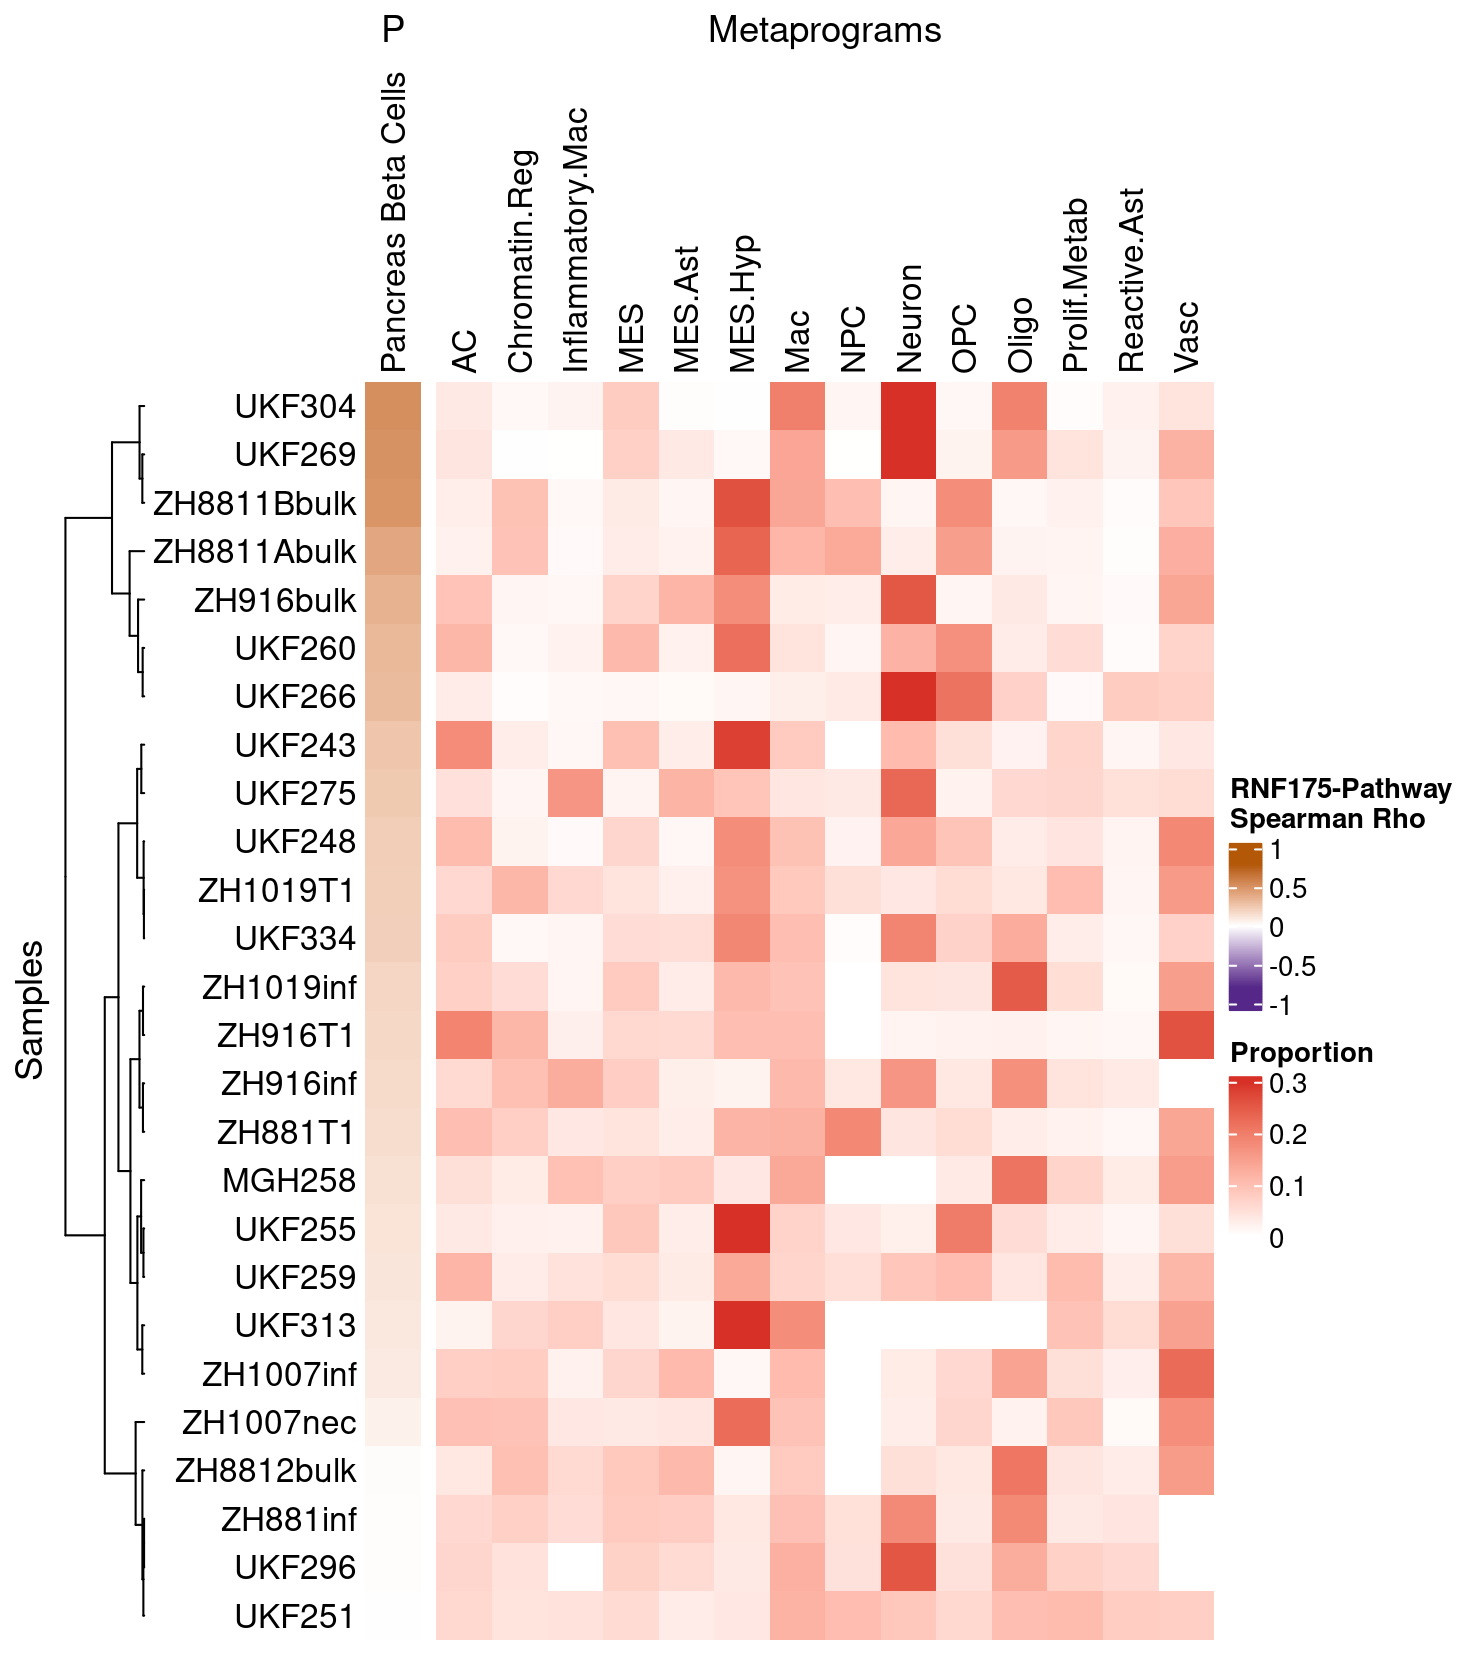 P
Metaprograms
Pancreas Beta Cells
AC
Chromatin.Reg
Inflammatory.Mac
MES
MES.Ast
MES.Hyp
Mac
NPC
Neuron
OPC
Oligo
Prolif.Metab
Reactive.Ast
Vasc
Samples
UKF304
UKF269
ZH8811Bbulk
ZH8811Abulk
ZH916bulk
UKF260
UKF266
UKF243
UKF275
UKF248
ZH1019T1
UKF334
ZH1019inf
ZH916T1
ZH916inf
ZH881T1
MGH258
UKF255
UKF259
UKF313
ZH1007inf
ZH1007nec
ZH8812bulk
ZH881inf
UKF296
UKF251
RNF175-Pathway
Spearman Rho
1
0.5
0
-0.5
-1
Proportion
0.3
0.2
0.1
0